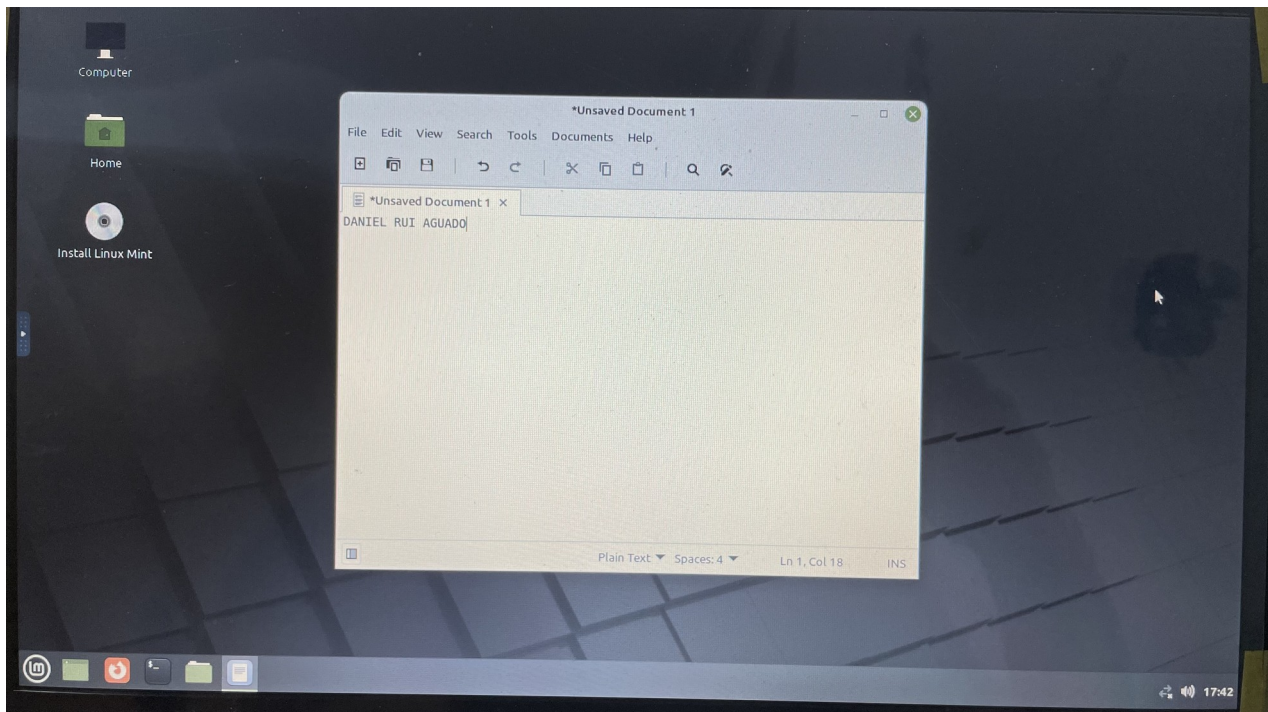 Computer
Home
Install Linux Mint
*Unsaved Document 1
File Edit View Search Tools Documents Help
*Unsaved Document 1
DANIEL RUI AGUADO
Plain Text Spaces: 4 Ln 1, Col 18 INS
lm $_ 17:42